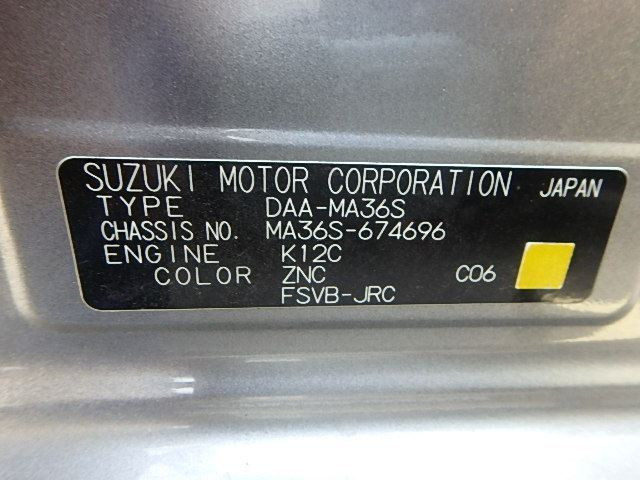 SUZUKI MOTOR CORPORATION JAPAN
TYPE DAA-MA36S
CHASSIS NO. MA36S-674696
ENGINE K12C
COLOR ZNC C06
FSVB-JRC